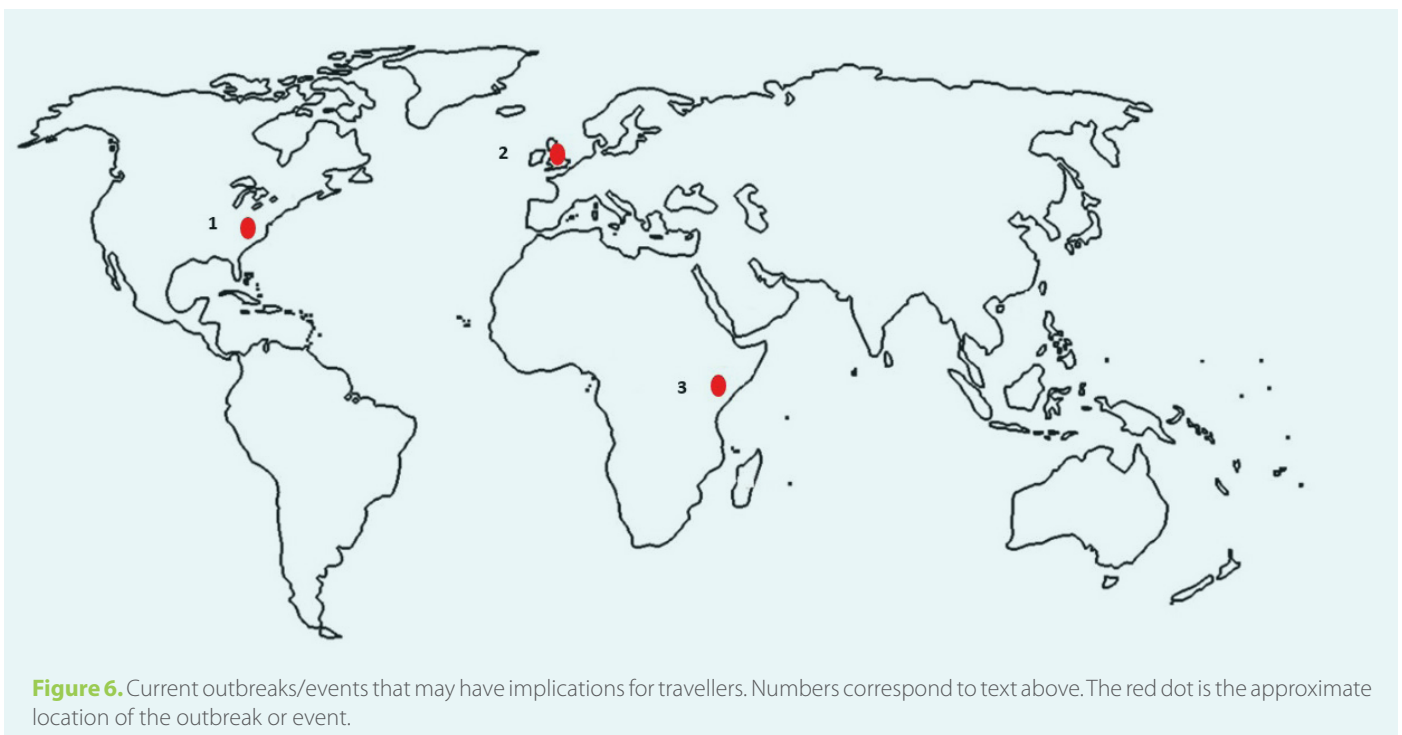 2
1
3
Figure 6. Current outbreaks/events that may have implications for travellers. Numbers correspond to text above. The red dot is the approximate
location of the outbreak or event.